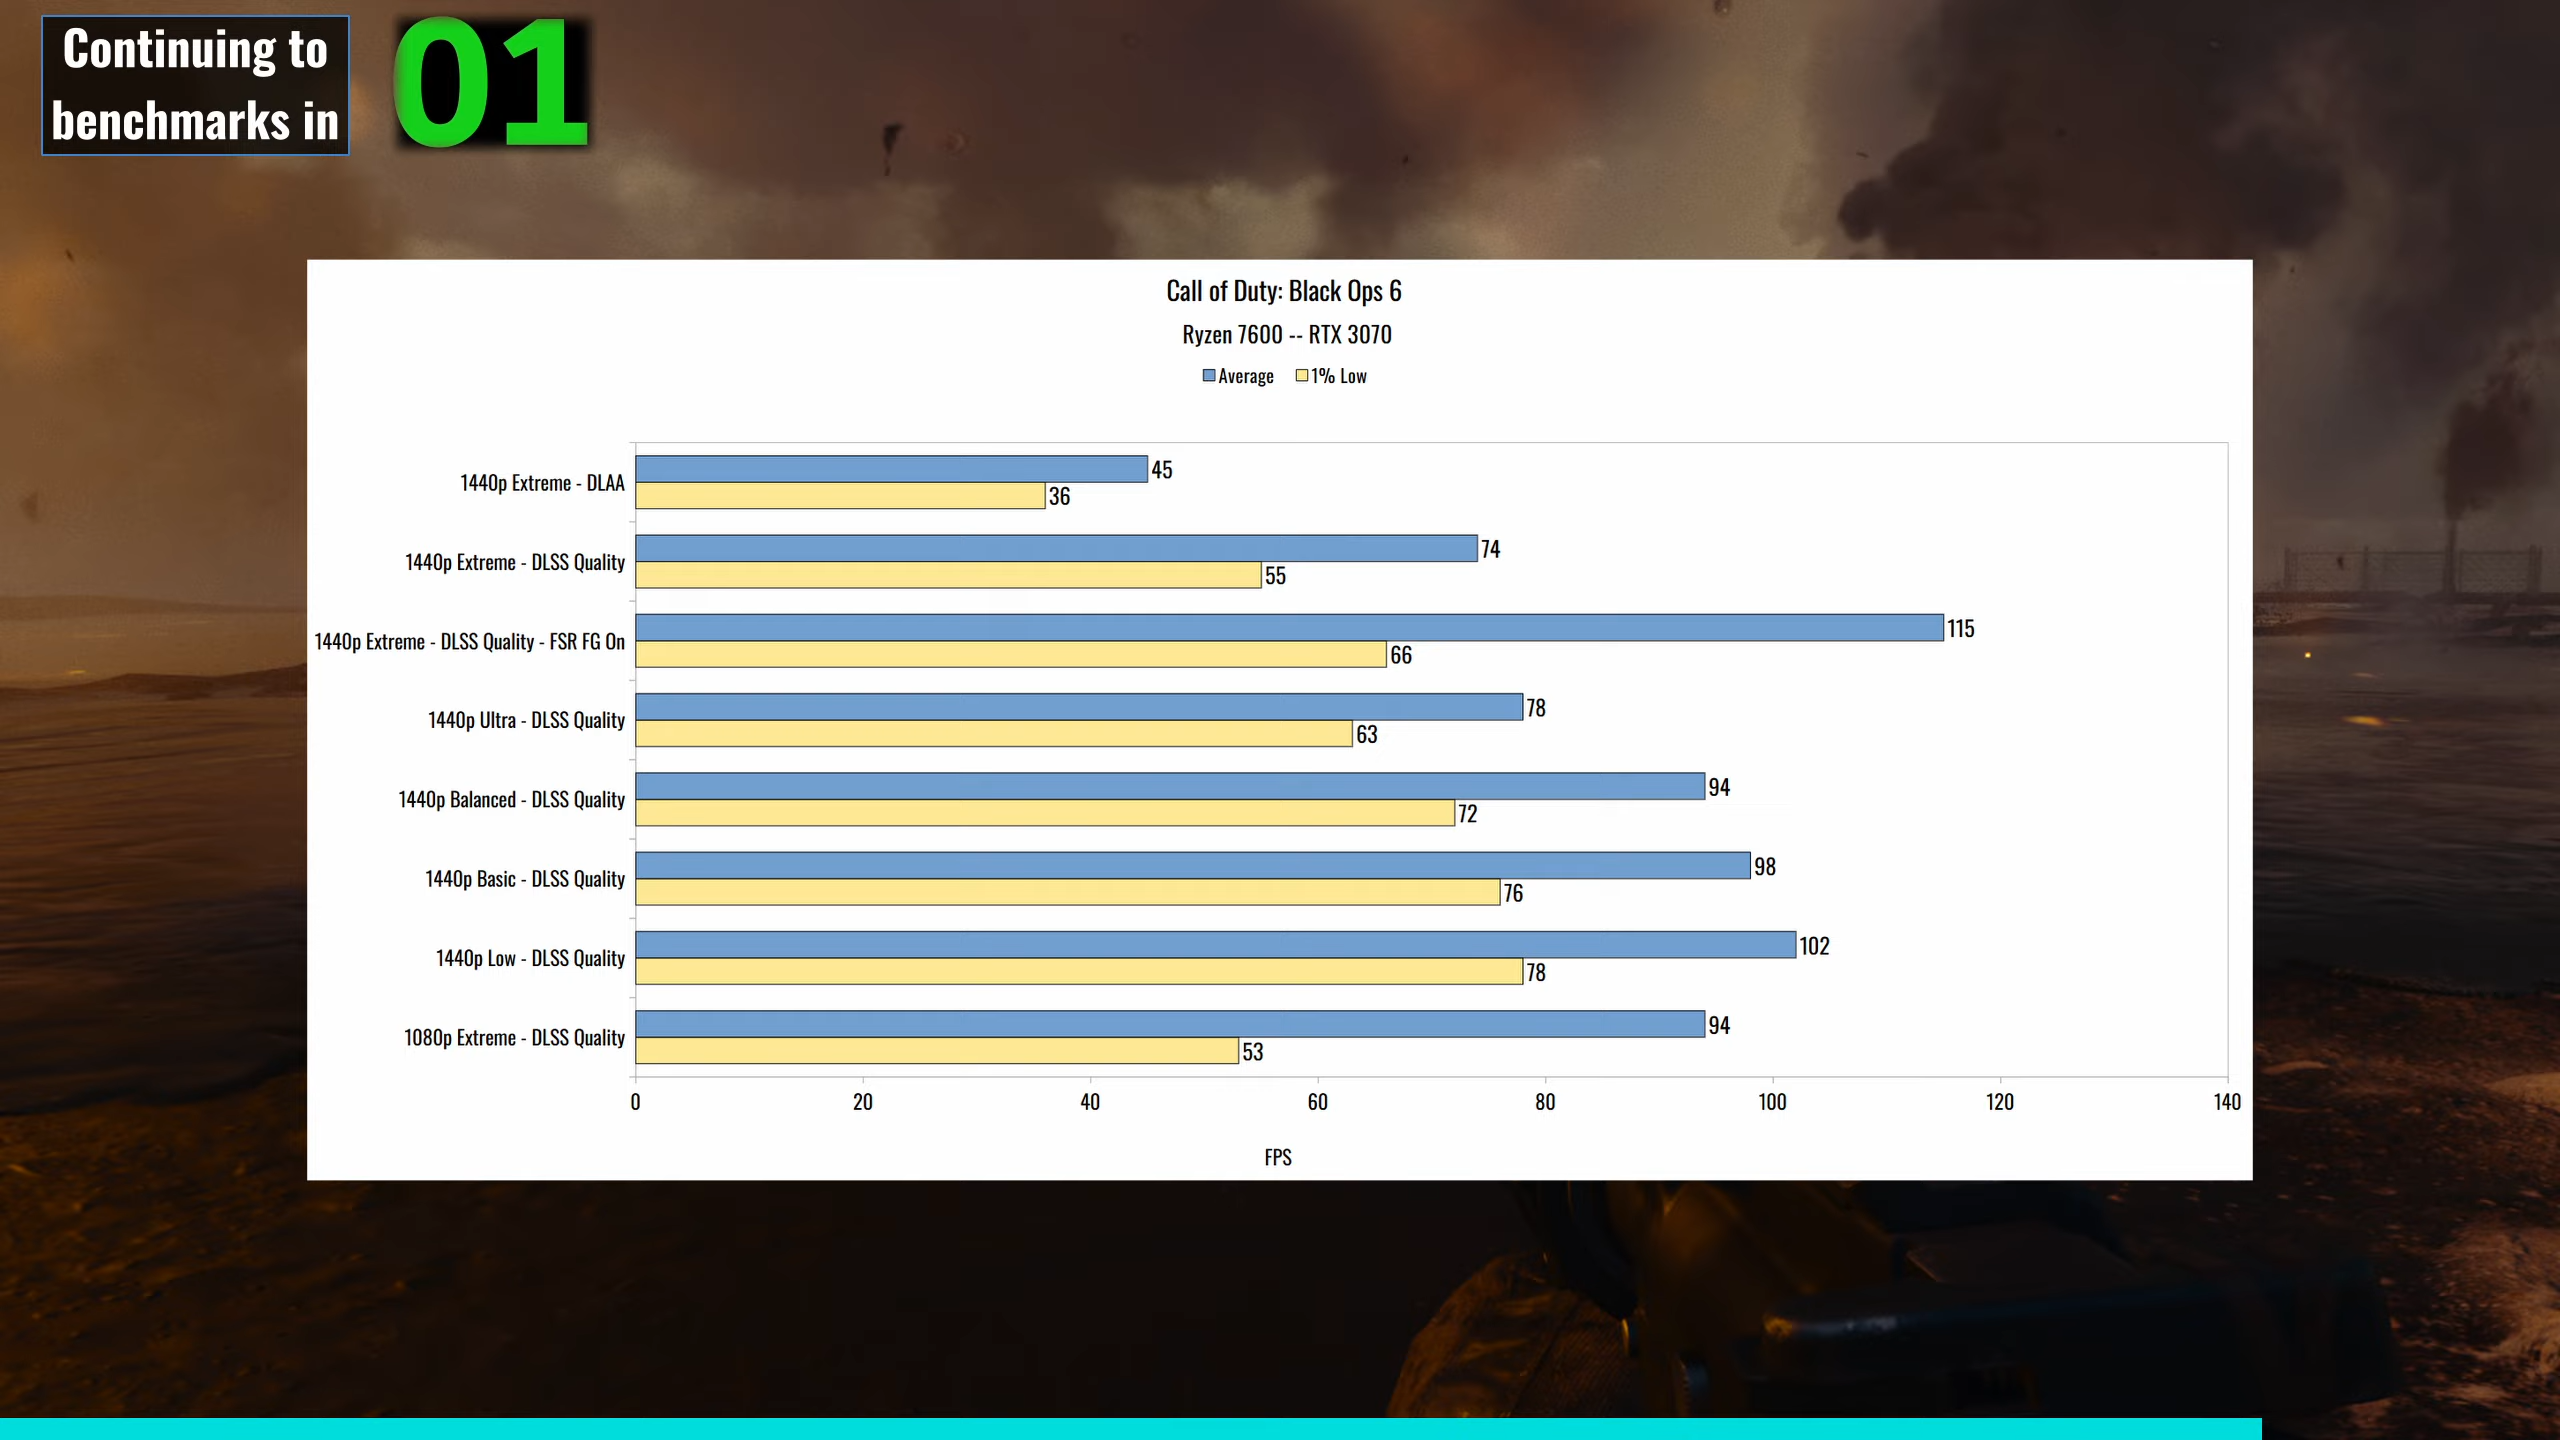 Continuing to
benchmarks in
01
Call of Duty: Black Ops 6
Ryzen 7600 -- RTX 3070
Average 1% Low
1440p Extreme - DLAA 45
36
1440p Extreme - DLSS Quality 74
55
1440p Extreme - DLSS Quality - FSR FG On 115
66
1440p Ultra - DLSS Quality 78
63
1440p Balanced - DLSS Quality 94
72
1440p Basic - DLSS Quality 98
76
1440p Low - DLSS Quality 102
78
1080p Extreme - DLSS Quality 94
53
0 20 40 60 80 100 120 140
FPS